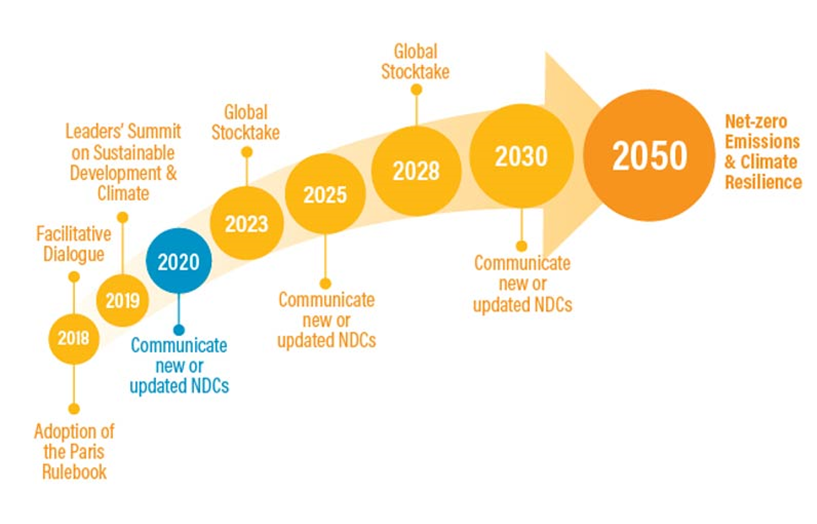 Facilitative
Dialogue
2018
Adoption of
the Paris
Rulebook
Leaders' Summit
on Sustainable
Development &
Climate
2019
2020
Communicate
new or
updated NDCs
Global
Stocktake
2023
2025
Communicate
new or
updated NDCs
Global
Stocktake
2028
2030
Communicate
new or
updated NDCs
2050
Net-zero
Emissions
& Climate
Resilience